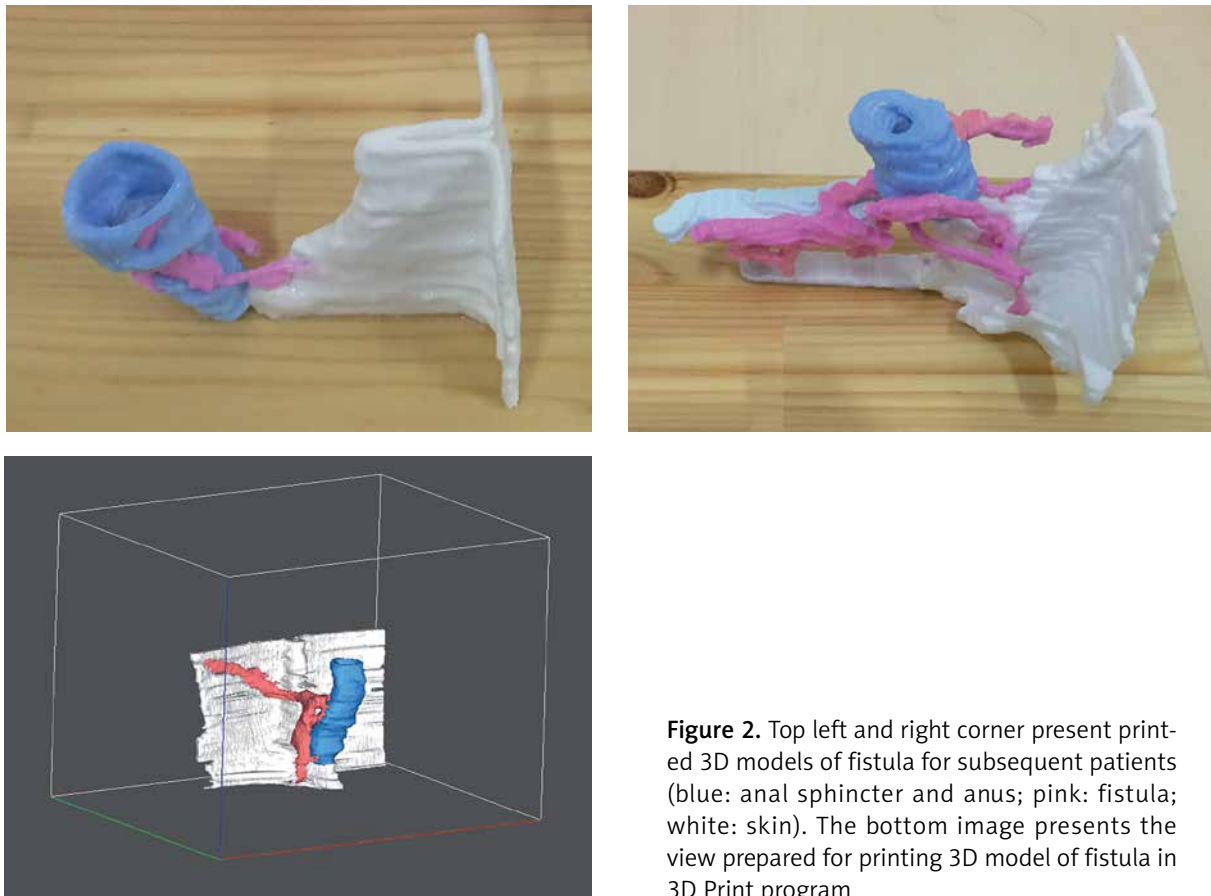 Figure 2. Top left and right corner present print-
ed 3D models of fistula for subsequent patients
(blue: anal sphincter and anus; pink: fistula;
white: skin). The bottom image presents the
view prepared for printing 3D model of fistula in
3D Print program